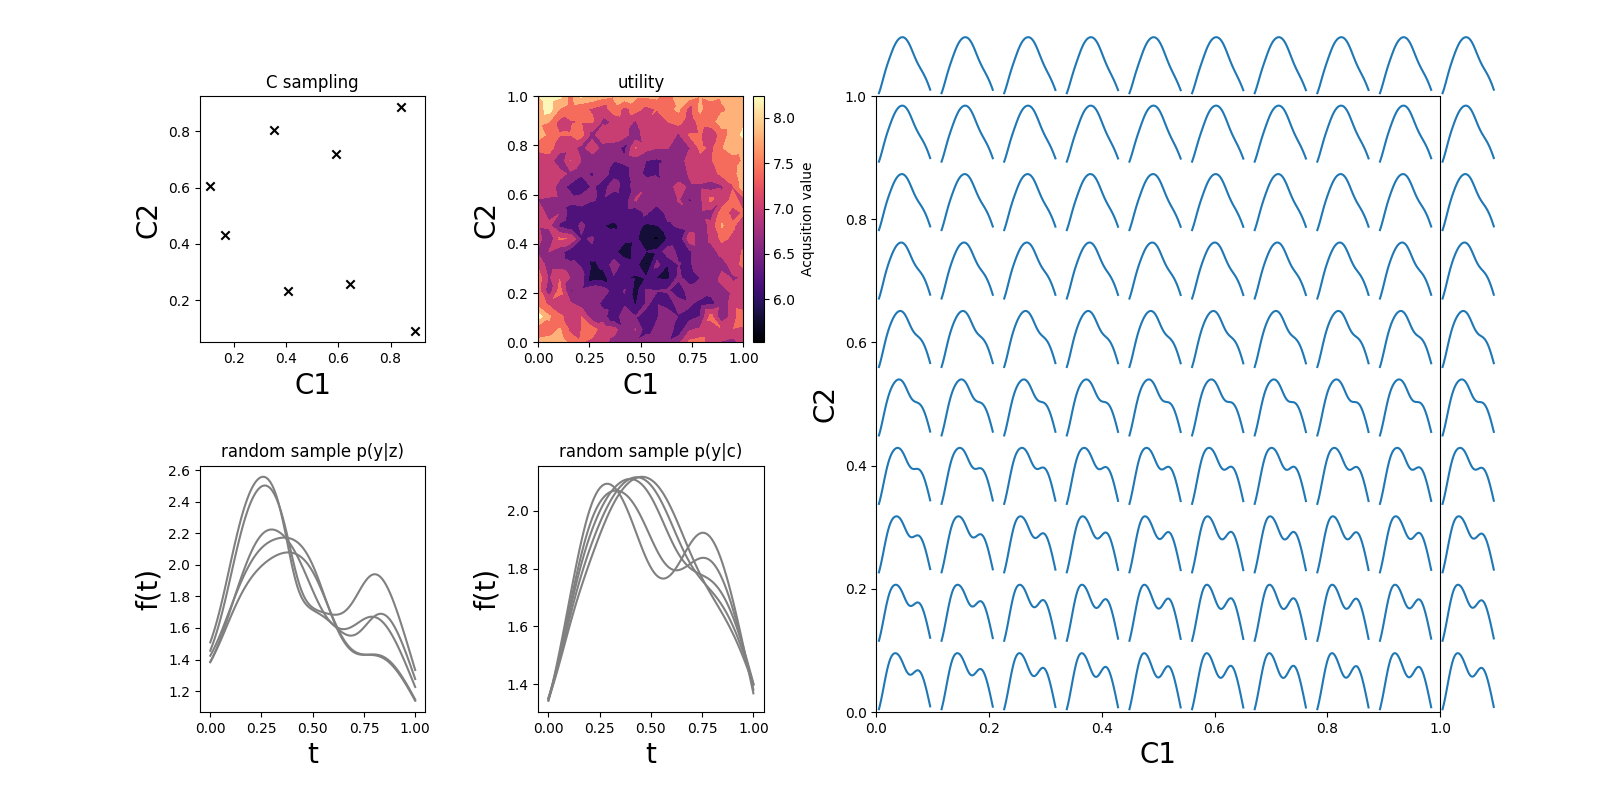 C sampling
C2
0.8
0.6
0.4
0.2
0.2 0.4 0.6 0.8
C1
utility
C2
1.0
0.8
0.6
0.4
0.2
0.0
0.00 0.25 0.50 0.75 1.00
C1
8.0
7.5
7.0
6.5
6.0
Acqusition value
random sample p(y|z)
f(t)
2.6
2.4
2.2
2.0
1.8
1.6
1.4
1.2
0.00 0.25 0.50 0.75 1.00
t
random sample p(y|c)
f(t)
2.0
1.8
1.6
1.4
0.00 0.25 0.50 0.75 1.00
t
C2
1.0
0.8
0.6
0.4
0.2
0.0
0.0 0.2 0.4 0.6 0.8 1.0
C1